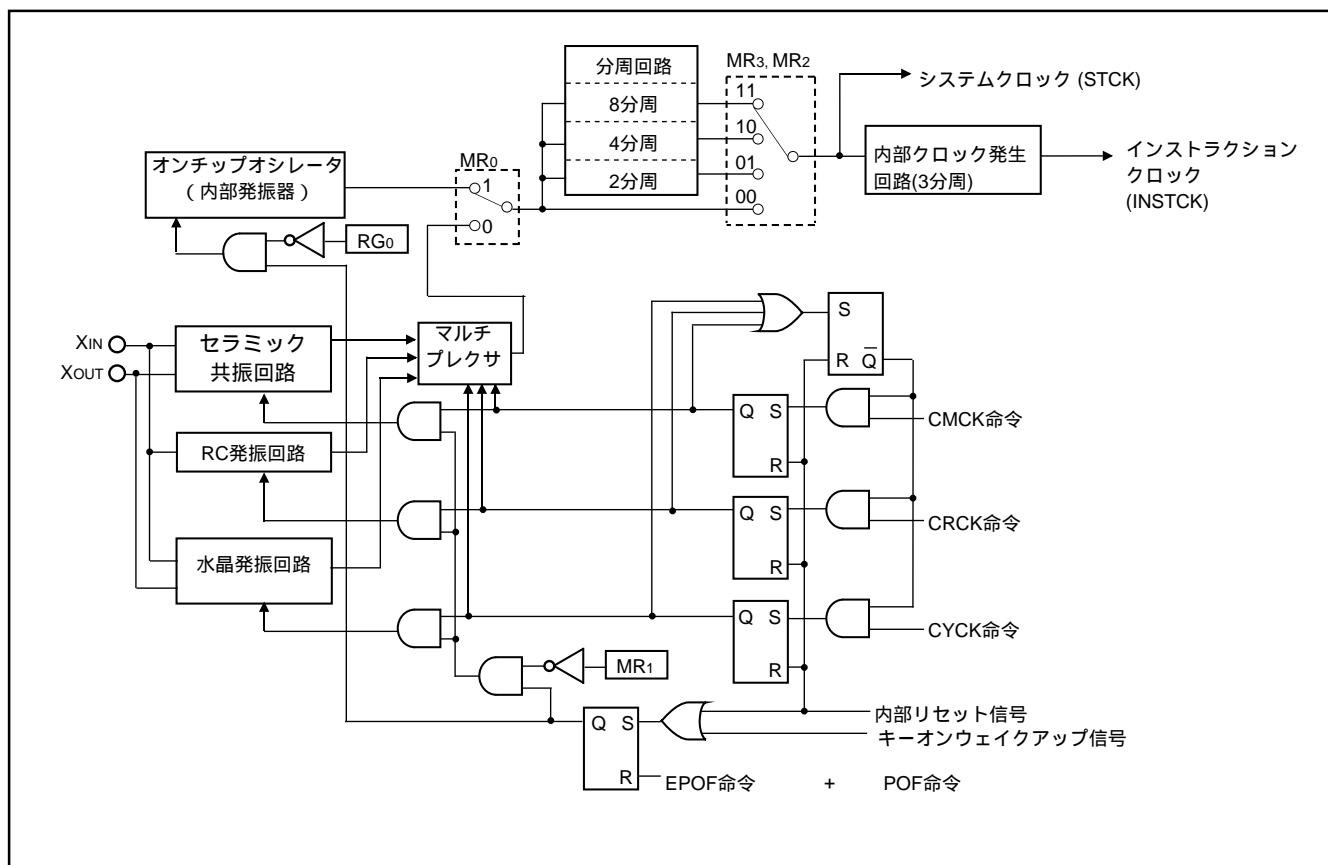 分周回路
8分周
4分周
2分周
MR3, MR2
11
10
01
00
システムクロック (STCK)
内部クロック発生
回路(3分周)
インストラクション
クロック
(INSTCK)
オンチップオシレータ
(内部発振器)
MR0
1
0
RG0
XIN
XOUT
セラミック
共振回路
マルチ
プレクサ
S
R Q
Q S
R
CMCK命令
RC発振回路
Q S
R
CRCK命令
水晶発振回路
Q S
R
CYCK命令
MR1
Q S
R
内部リセット信号
キーオンウェイクアップ信号
EPOF命令 + POF命令